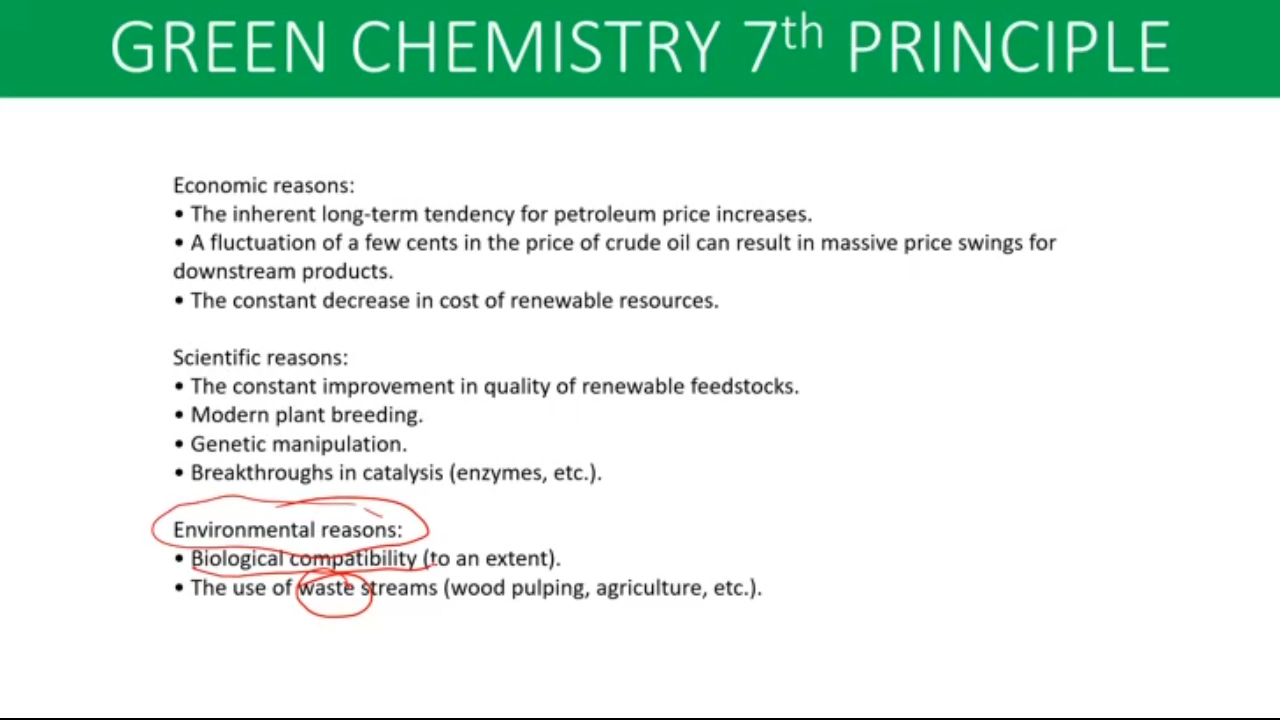 GREEN CHEMISTRY 7th PRINCIPLE
Economic reasons:
• The inherent long-term tendency for petroleum price increases.
• A fluctuation of a few cents in the price of crude oil can result in massive price swings for
downstream products.
• The constant decrease in cost of renewable resources.
Scientific reasons:
• The constant improvement in quality of renewable feedstocks.
• Modern plant breeding.
• Genetic manipulation.
• Breakthroughs in catalysis (enzymes, etc.).
Environmental reasons:
• Biological compatibility (to an extent).
• The use of waste streams (wood pulping, agriculture, etc.).